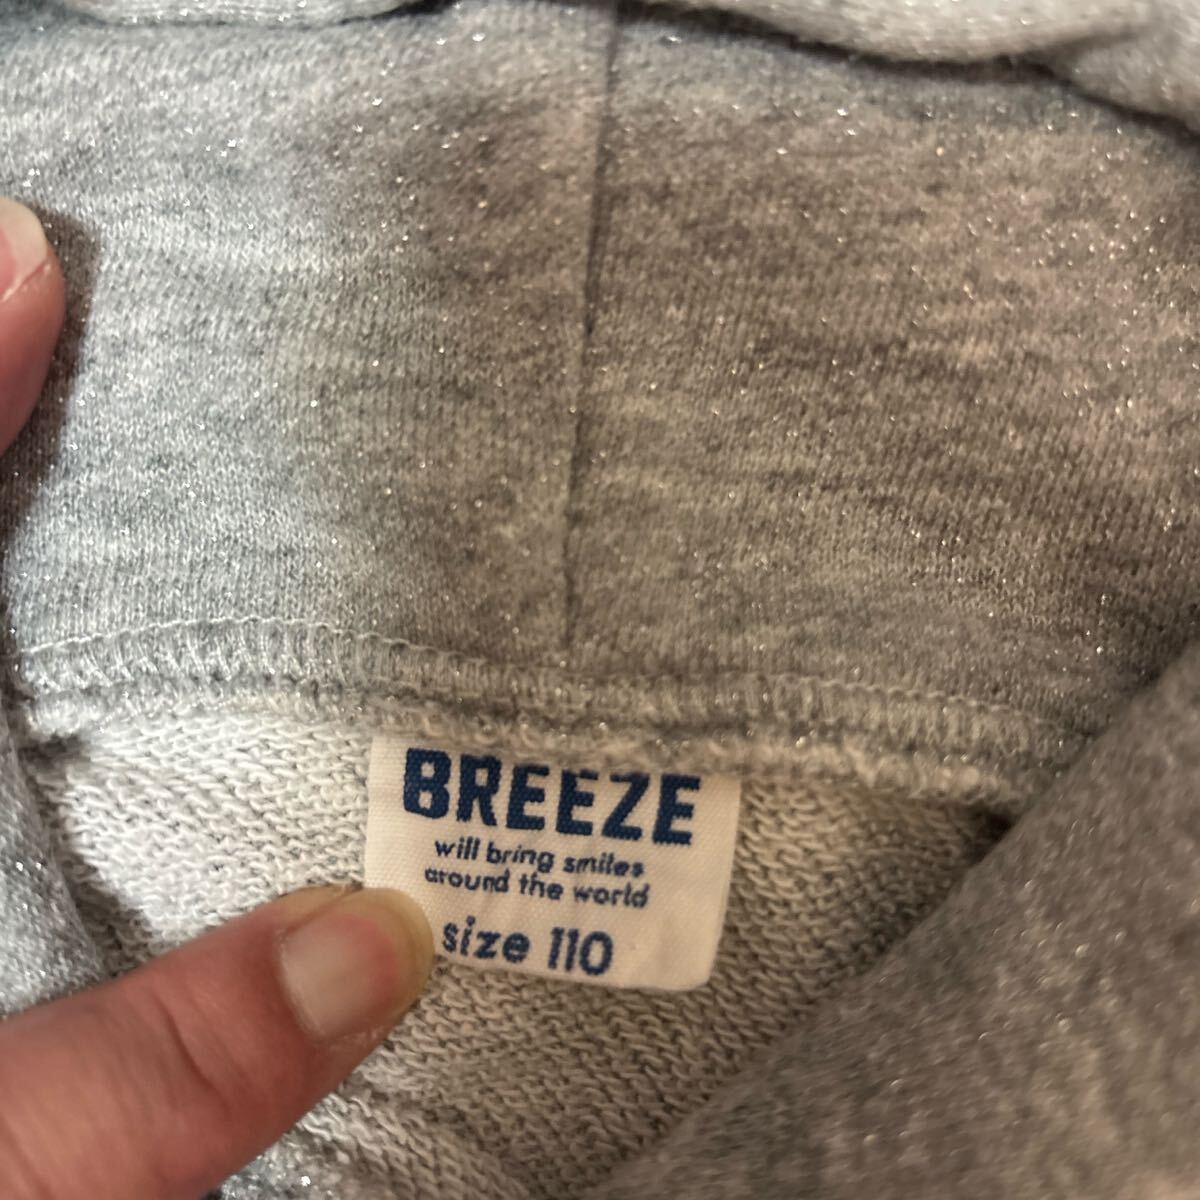 BREEZE
will bring smiles
around the world
size 110